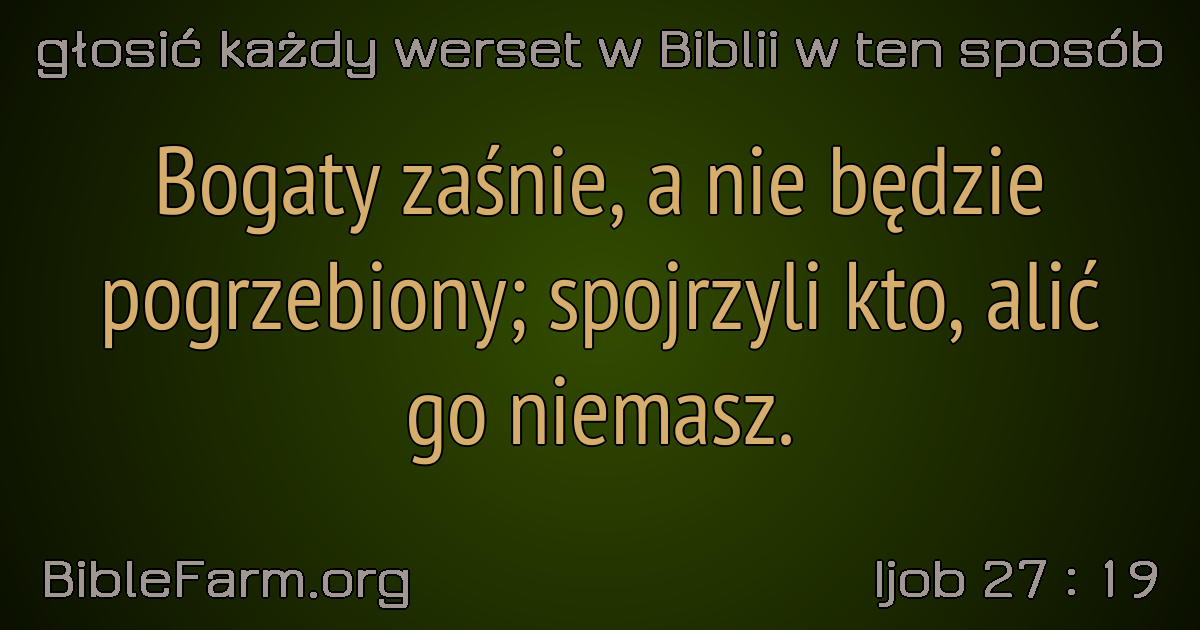 głosić każdy werset w Biblii w ten sposób
Bogaty zaśnie, a nie będzie
pogrzebiony; spojrzyli kto, alić
go niemasz.
BibleFarm.org
Ijob 27 : 19